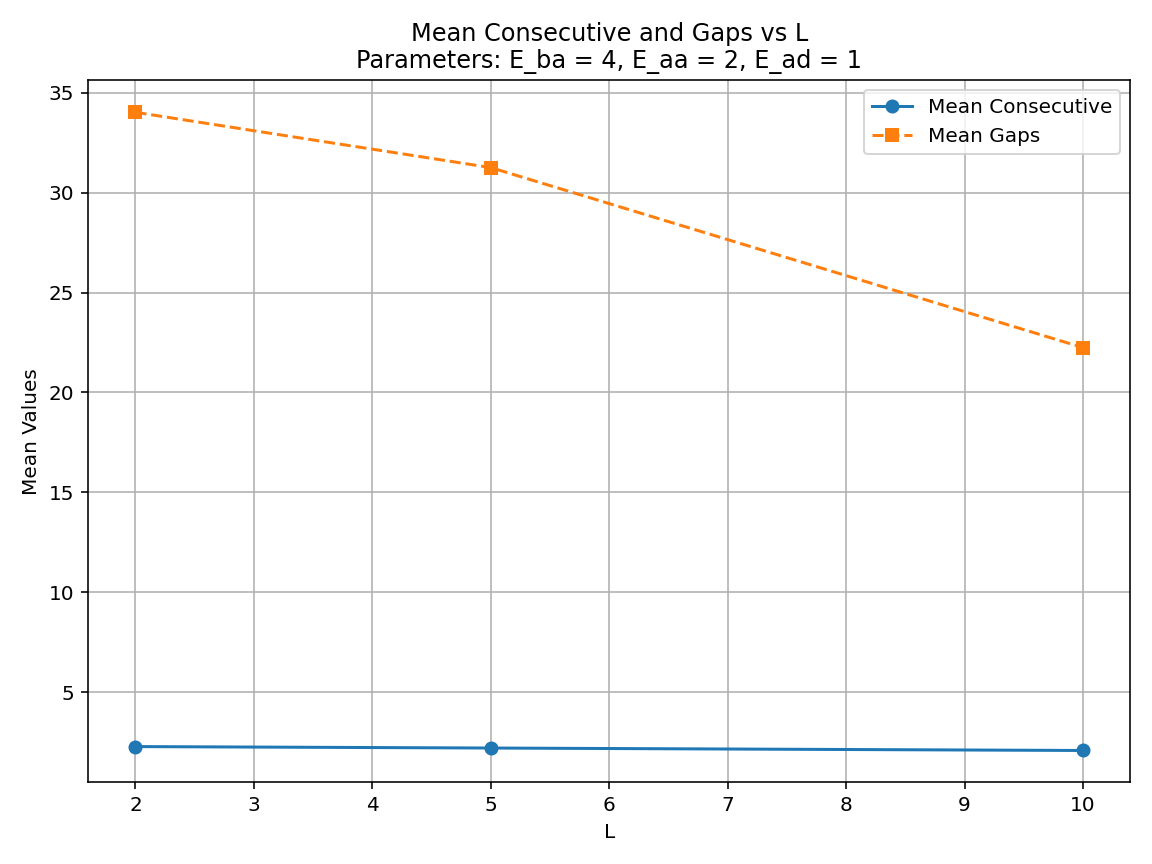 Mean Consecutive and Gaps vs L
Parameters: E_ba = 4, E_aa = 2, E_ad = 1
Mean Consecutive
Mean Gaps
Mean Values
35
30
25
20
15
10
5
2 3 4 5 6 7 8 9 10
L